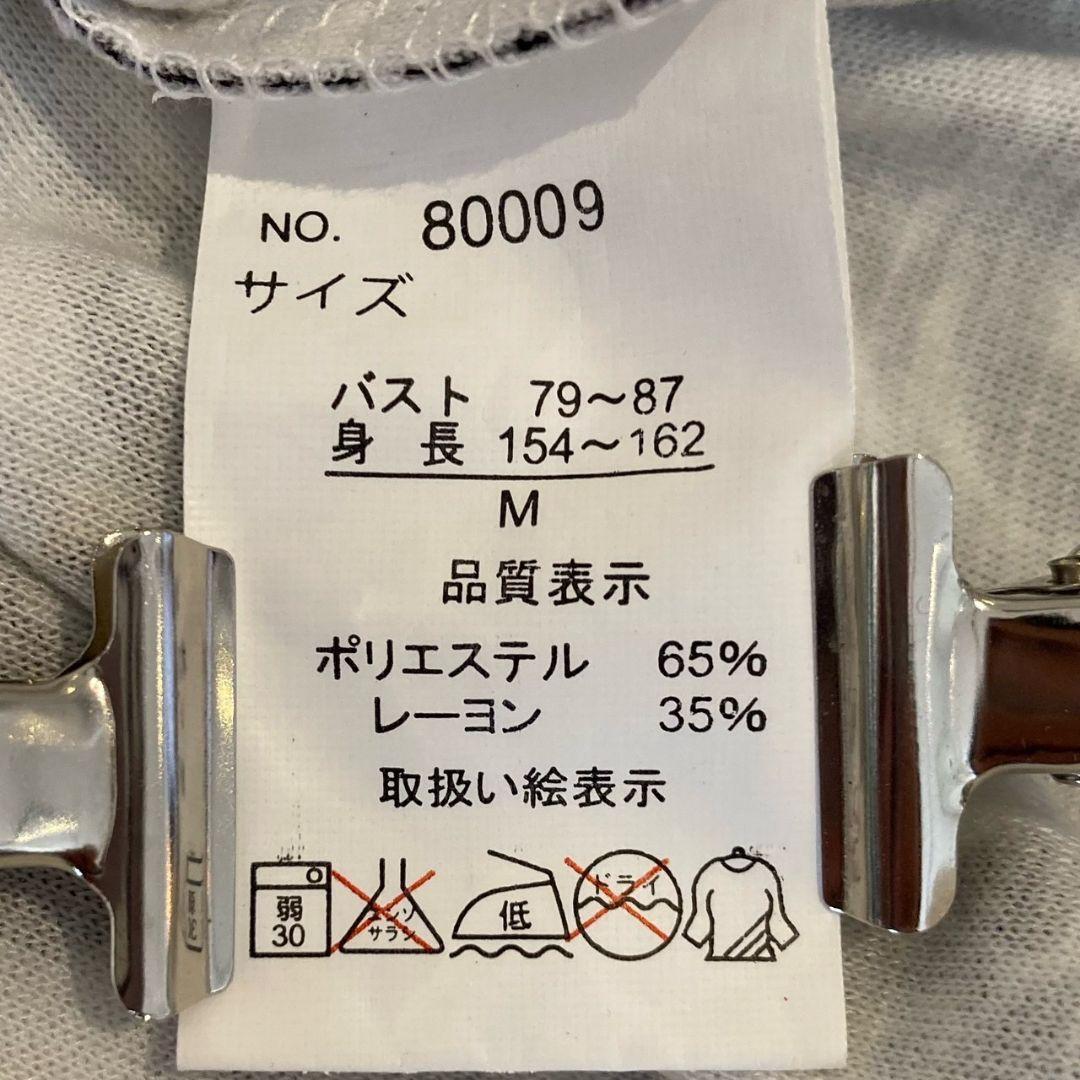 NO. 80009
サイズ
バスト 79～87
身 長 154～162
M
品質表示
ポリエステル 65%
レーヨン 35%
取扱い絵表示
弱
30
エンソ
サラシ
低
ドライ